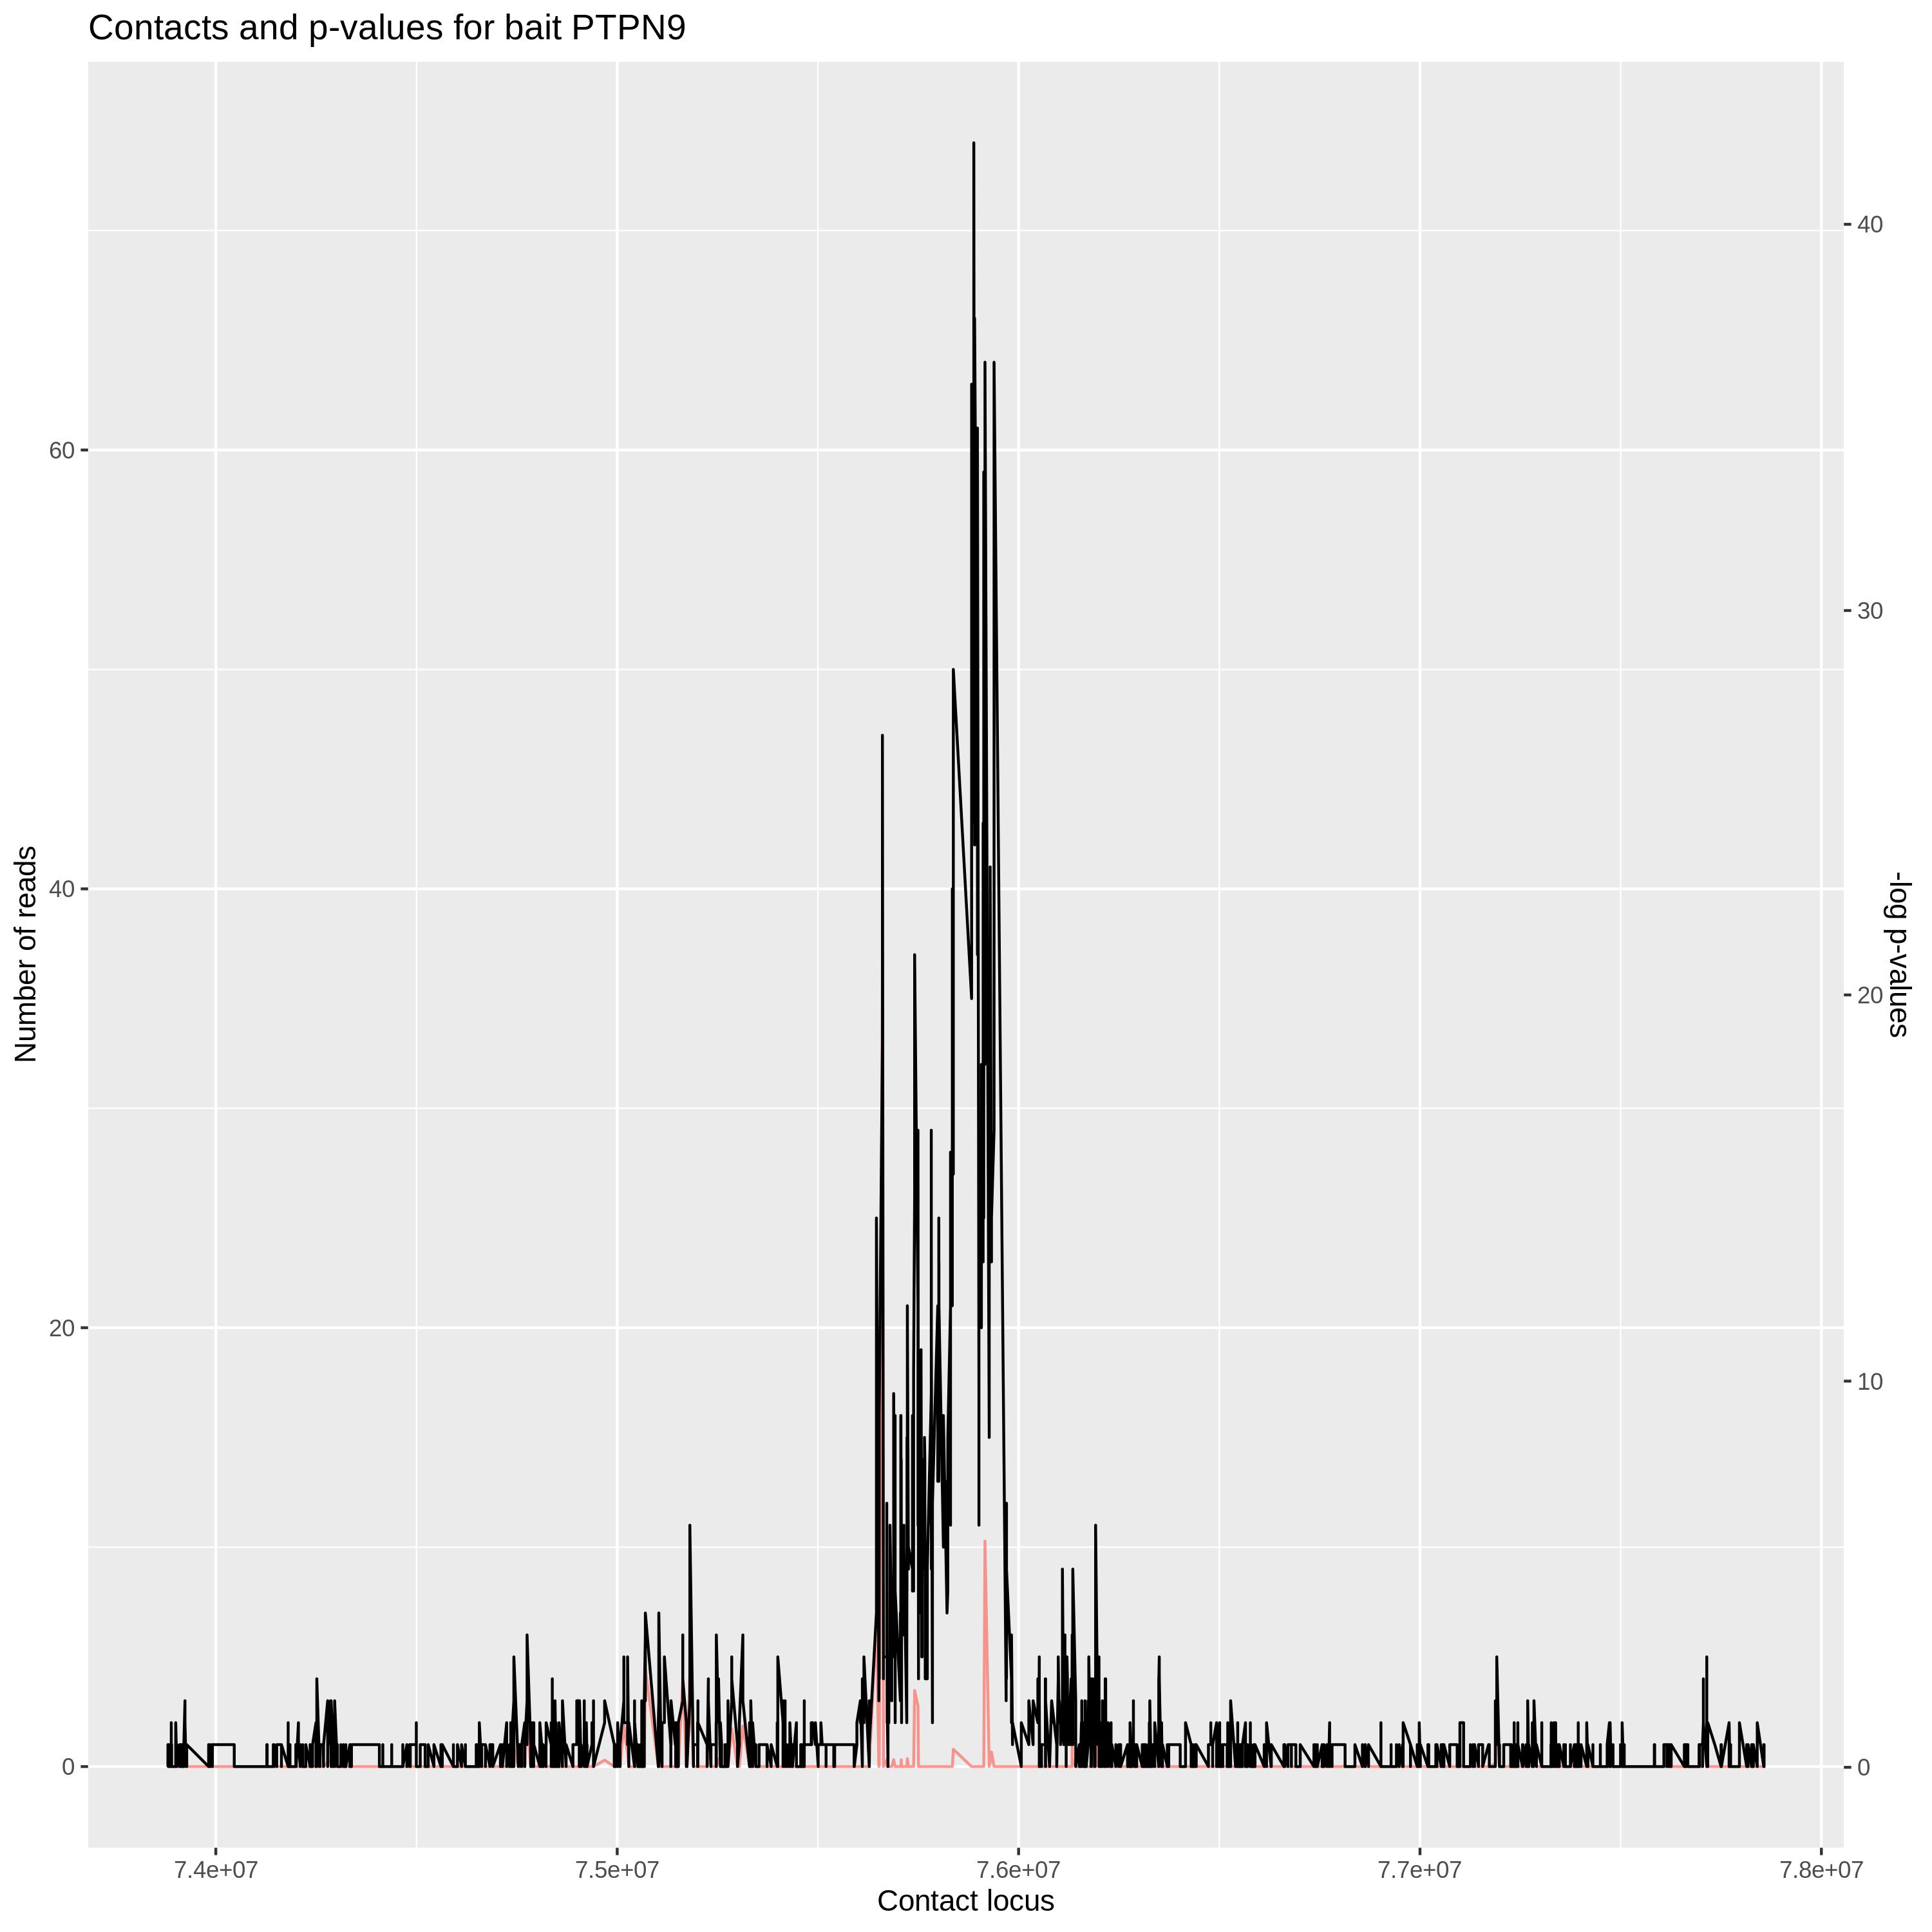 Contacts and p-values for bait PTPN9
60
40
20
0
Number of reads
40
30
20
10
0
-log p-values
7.4e+07
7.5e+07
7.6e+07
7.7e+07
7.8e+07
Contact locus